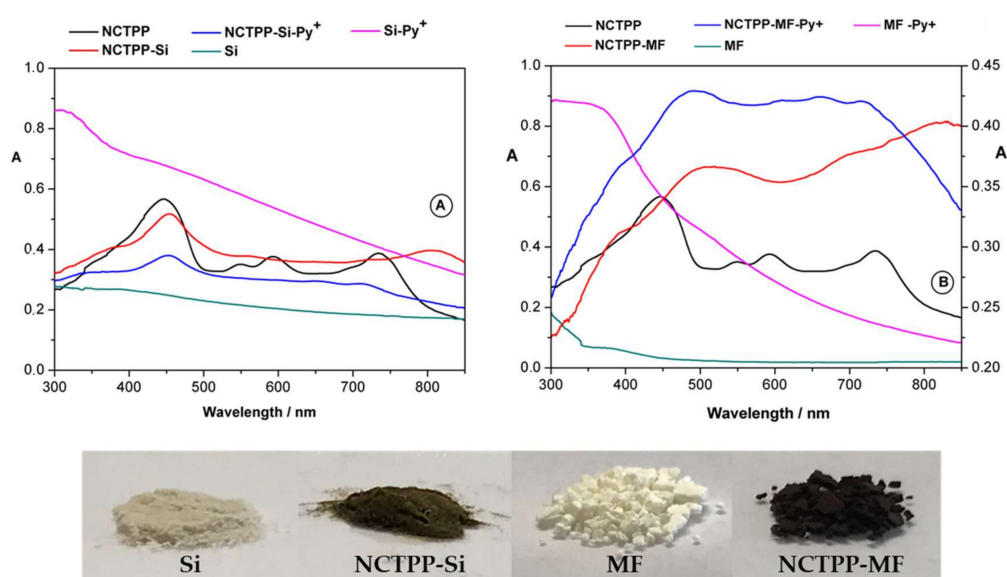 NCTPP NCTPP-Si-Py+ Si-Py+
NCTPP-Si Si
1.0
0.8
0.6
A
0.4
0.2
0.0
A
300 400 500 600 700 800
Wavelength / nm
NCTPP NCTPP-MF-Py+ MF -Py+
NCTPP-MF MF
1.0
0.8
0.6
A
0.4
0.2
0.0
B
0.45
0.40
0.35
A
0.30
0.25
0.20
300 400 500 600 700 800
Wavelength / nm
Si NCTPP-Si MF NCTPP-MF